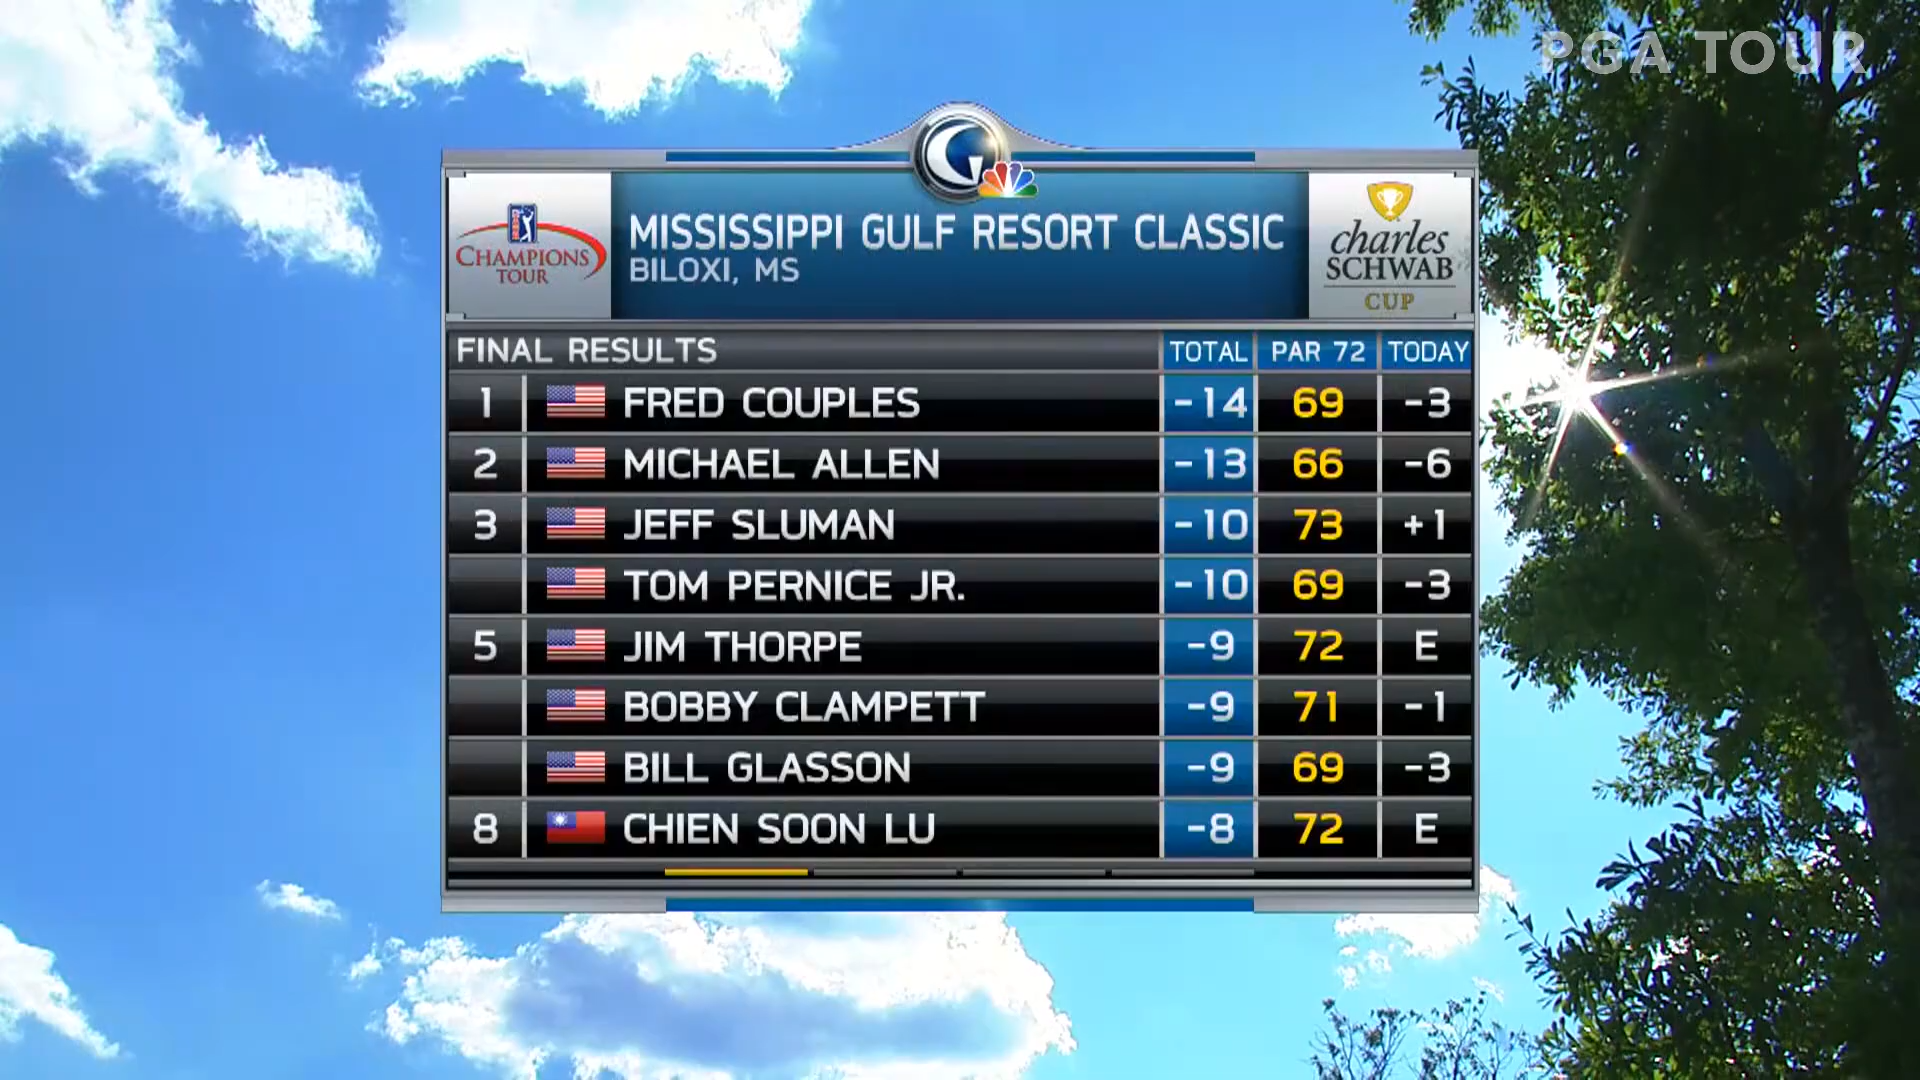 PGA TOUR
CHAMPIONS
TOUR
MISSISSIPPI GULF RESORT CLASSIC
BILOXI, MS
charles
SCHWAB
CUP
FINAL RESULTS TOTAL PAR 72 TODAY
1 FRED COUPLES -14 69 -3
2 MICHAEL ALLEN -13 66 -6
3 JEFF SLUMAN -10 73 +1
TOM PERNICE JR. -10 69 -3
5 JIM THORPE -9 72 E
BOBBY CLAMPETT -9 71 -1
BILL GLASSON -9 69 -3
8 CHIEN SOON LU -8 72 E